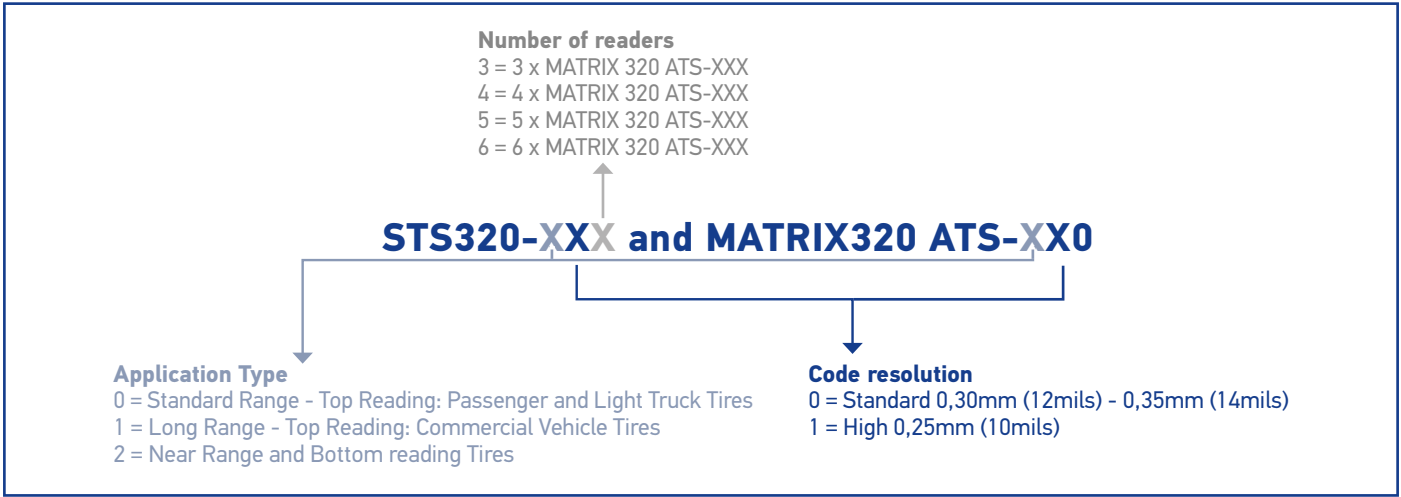 Number of readers
3 = 3 x MATRIX 320 ATS-XXX
4 = 4 x MATRIX 320 ATS-XXX
5 = 5 x MATRIX 320 ATS-XXX
6 = 6 x MATRIX 320 ATS-XXX
STS320-XXX and MATRIX320 ATS-XX0
Application Type
0 = Standard Range - Top Reading: Passenger and Light Truck Tires
1 = Long Range - Top Reading: Commercial Vehicle Tires
2 = Near Range and Bottom reading Tires
Code resolution
0 = Standard 0,30mm (12mils) - 0,35mm (14mils)
1 = High 0,25mm (10mils)